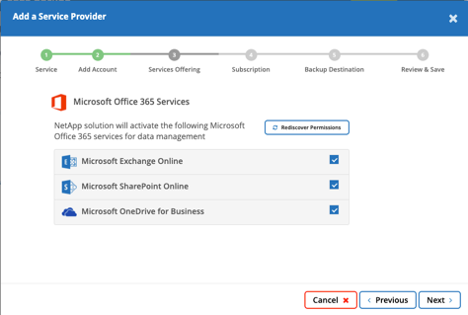 Add a Service Provider
1 2 3 4 5 6
Service Add Account Services Offering Subscription Backup Destination Review & Save
Microsoft Office 365 Services
NetApp solution will activate the following Microsoft
Office 365 services for data management
Rediscover Permissions
Microsoft Exchange Online
Microsoft SharePoint Online
Microsoft OneDrive for Business
Cancel Previous Next